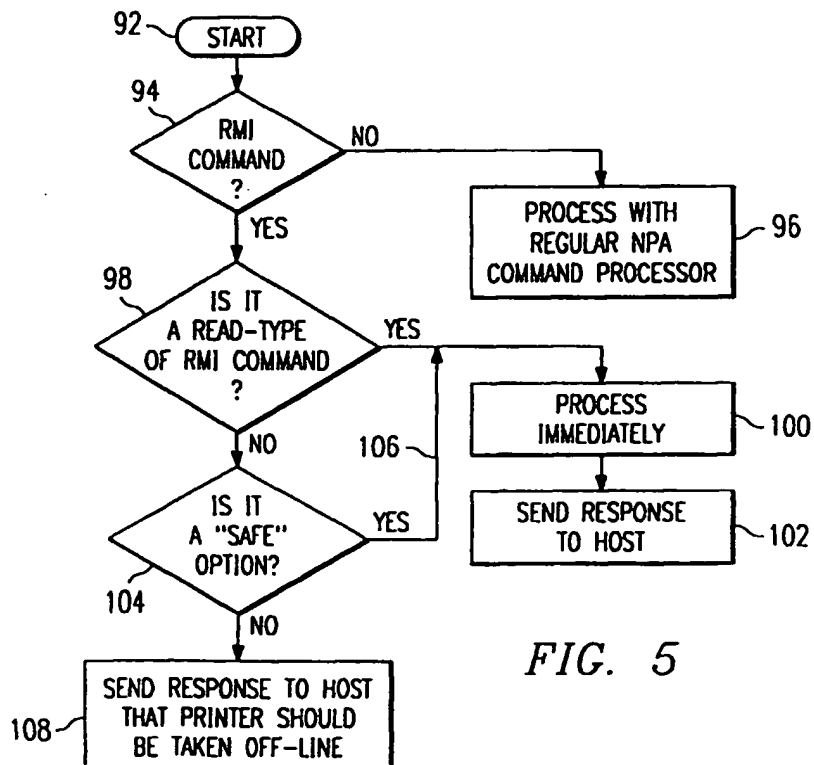 92
START
94
RMI
COMMAND
?
NO
YES
PROCESS WITH
REGULAR NPA
COMMAND PROCESSOR
96
98
IS IT
A READ-TYPE
OF RMI COMMAND
?
YES
NO
PROCESS
IMMEDIATELY
100
106
SEND RESPONSE
TO HOST
102
IS IT
A "SAFE"
OPTION?
YES
104
NO
FIG. 5
SEND RESPONSE TO HOST
THAT PRINTER SHOULD
BE TAKEN OFF-LINE
108